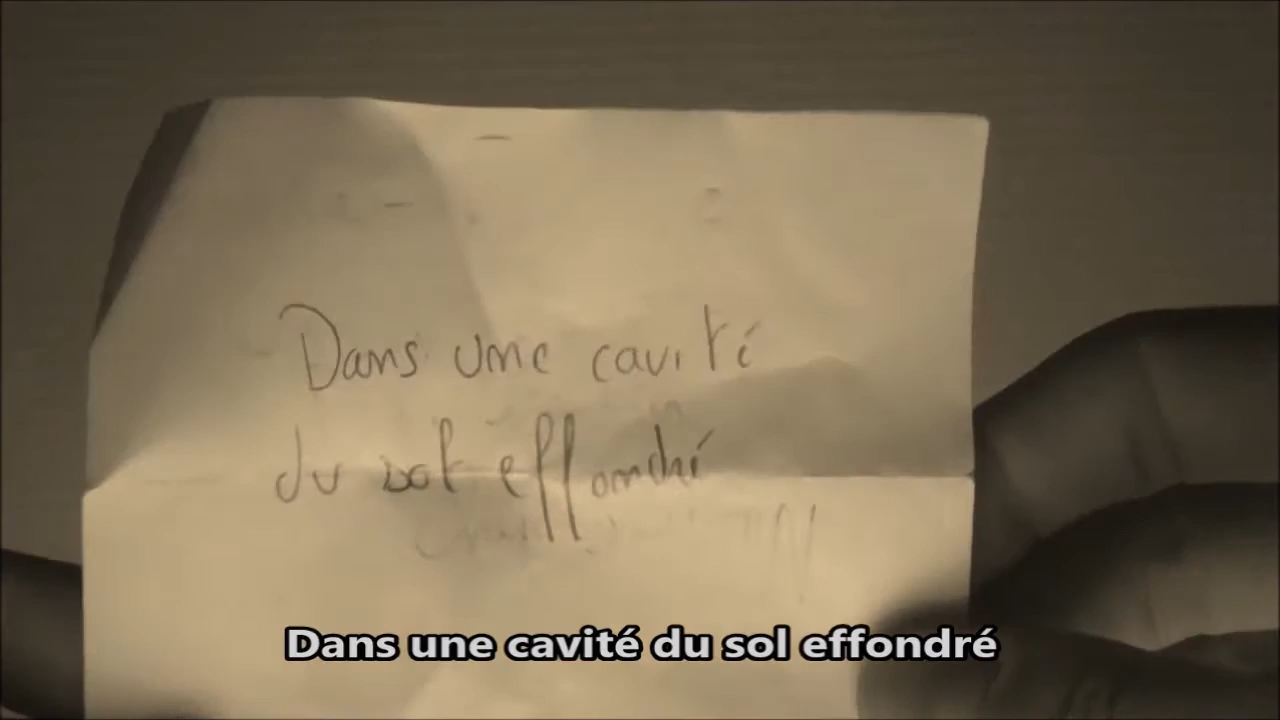 Dans une cavité
du sol effondré
Dans une cavité du sol effondré